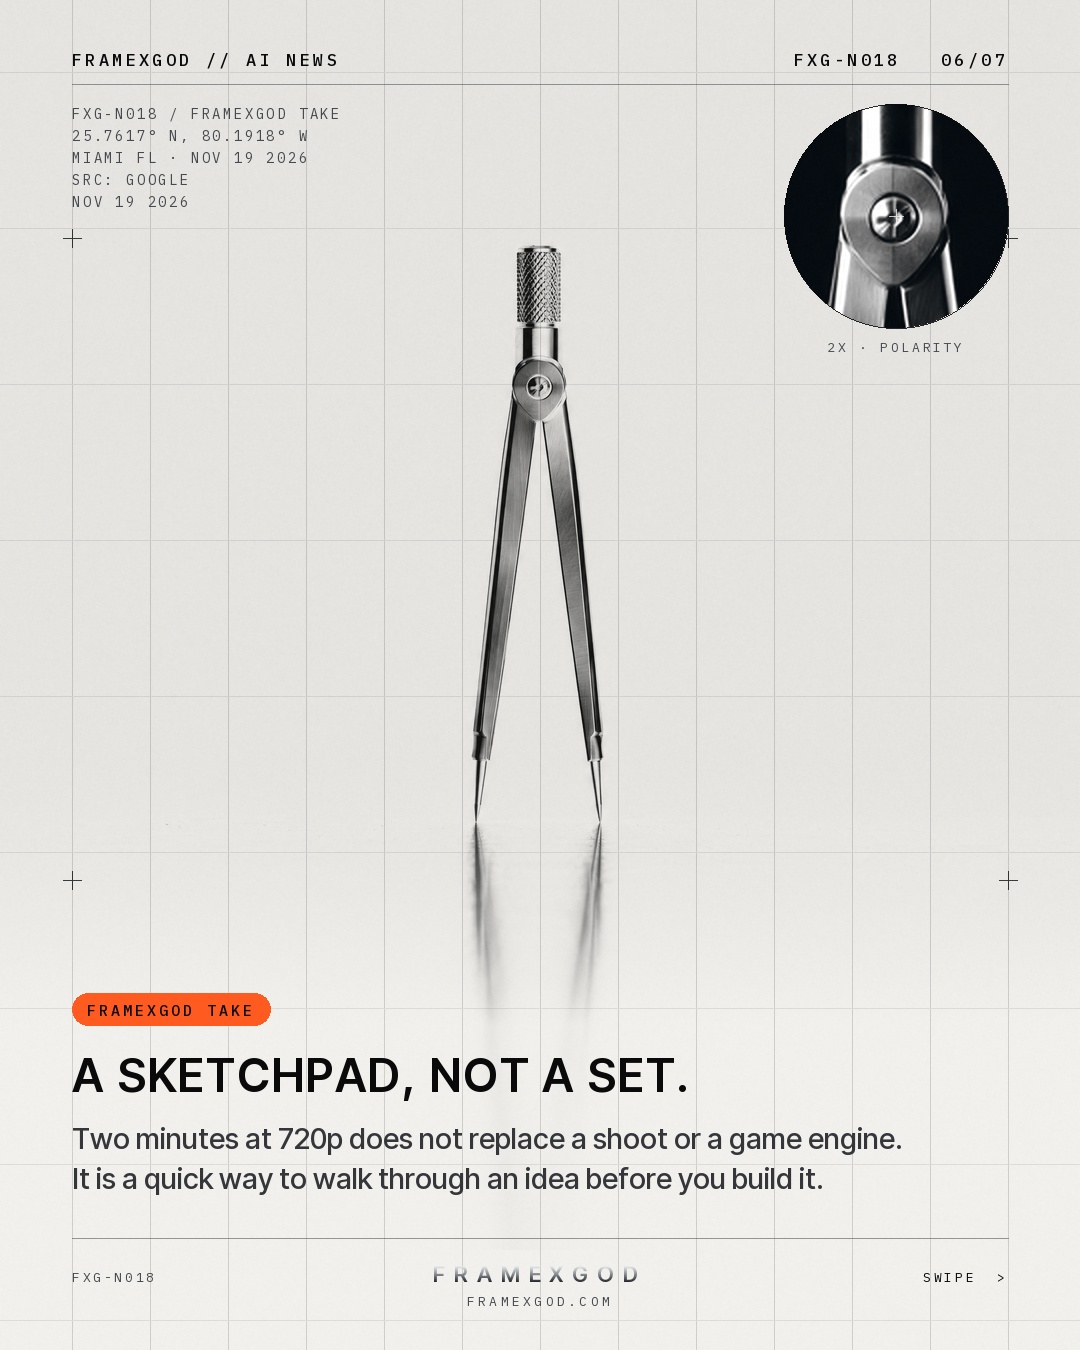 FRAMEXGOD // AI NEWS
FXG-N018 06/07
FXG-N018 / FRAMEXGOD TAKE
25.7617° N, 80.1918° W
MIAMI FL · NOV 19 2026
SRC: GOOGLE
NOV 19 2026
2X · POLARITY
FRAMEXGOD TAKE
A SKETCHPAD, NOT A SET.
Two minutes at 720p does not replace a shoot or a game engine.
It is a quick way to walk through an idea before you build it.
FXG-N018
FRAMEXGOD
FRAMEXGOD.COM
SWIPE >